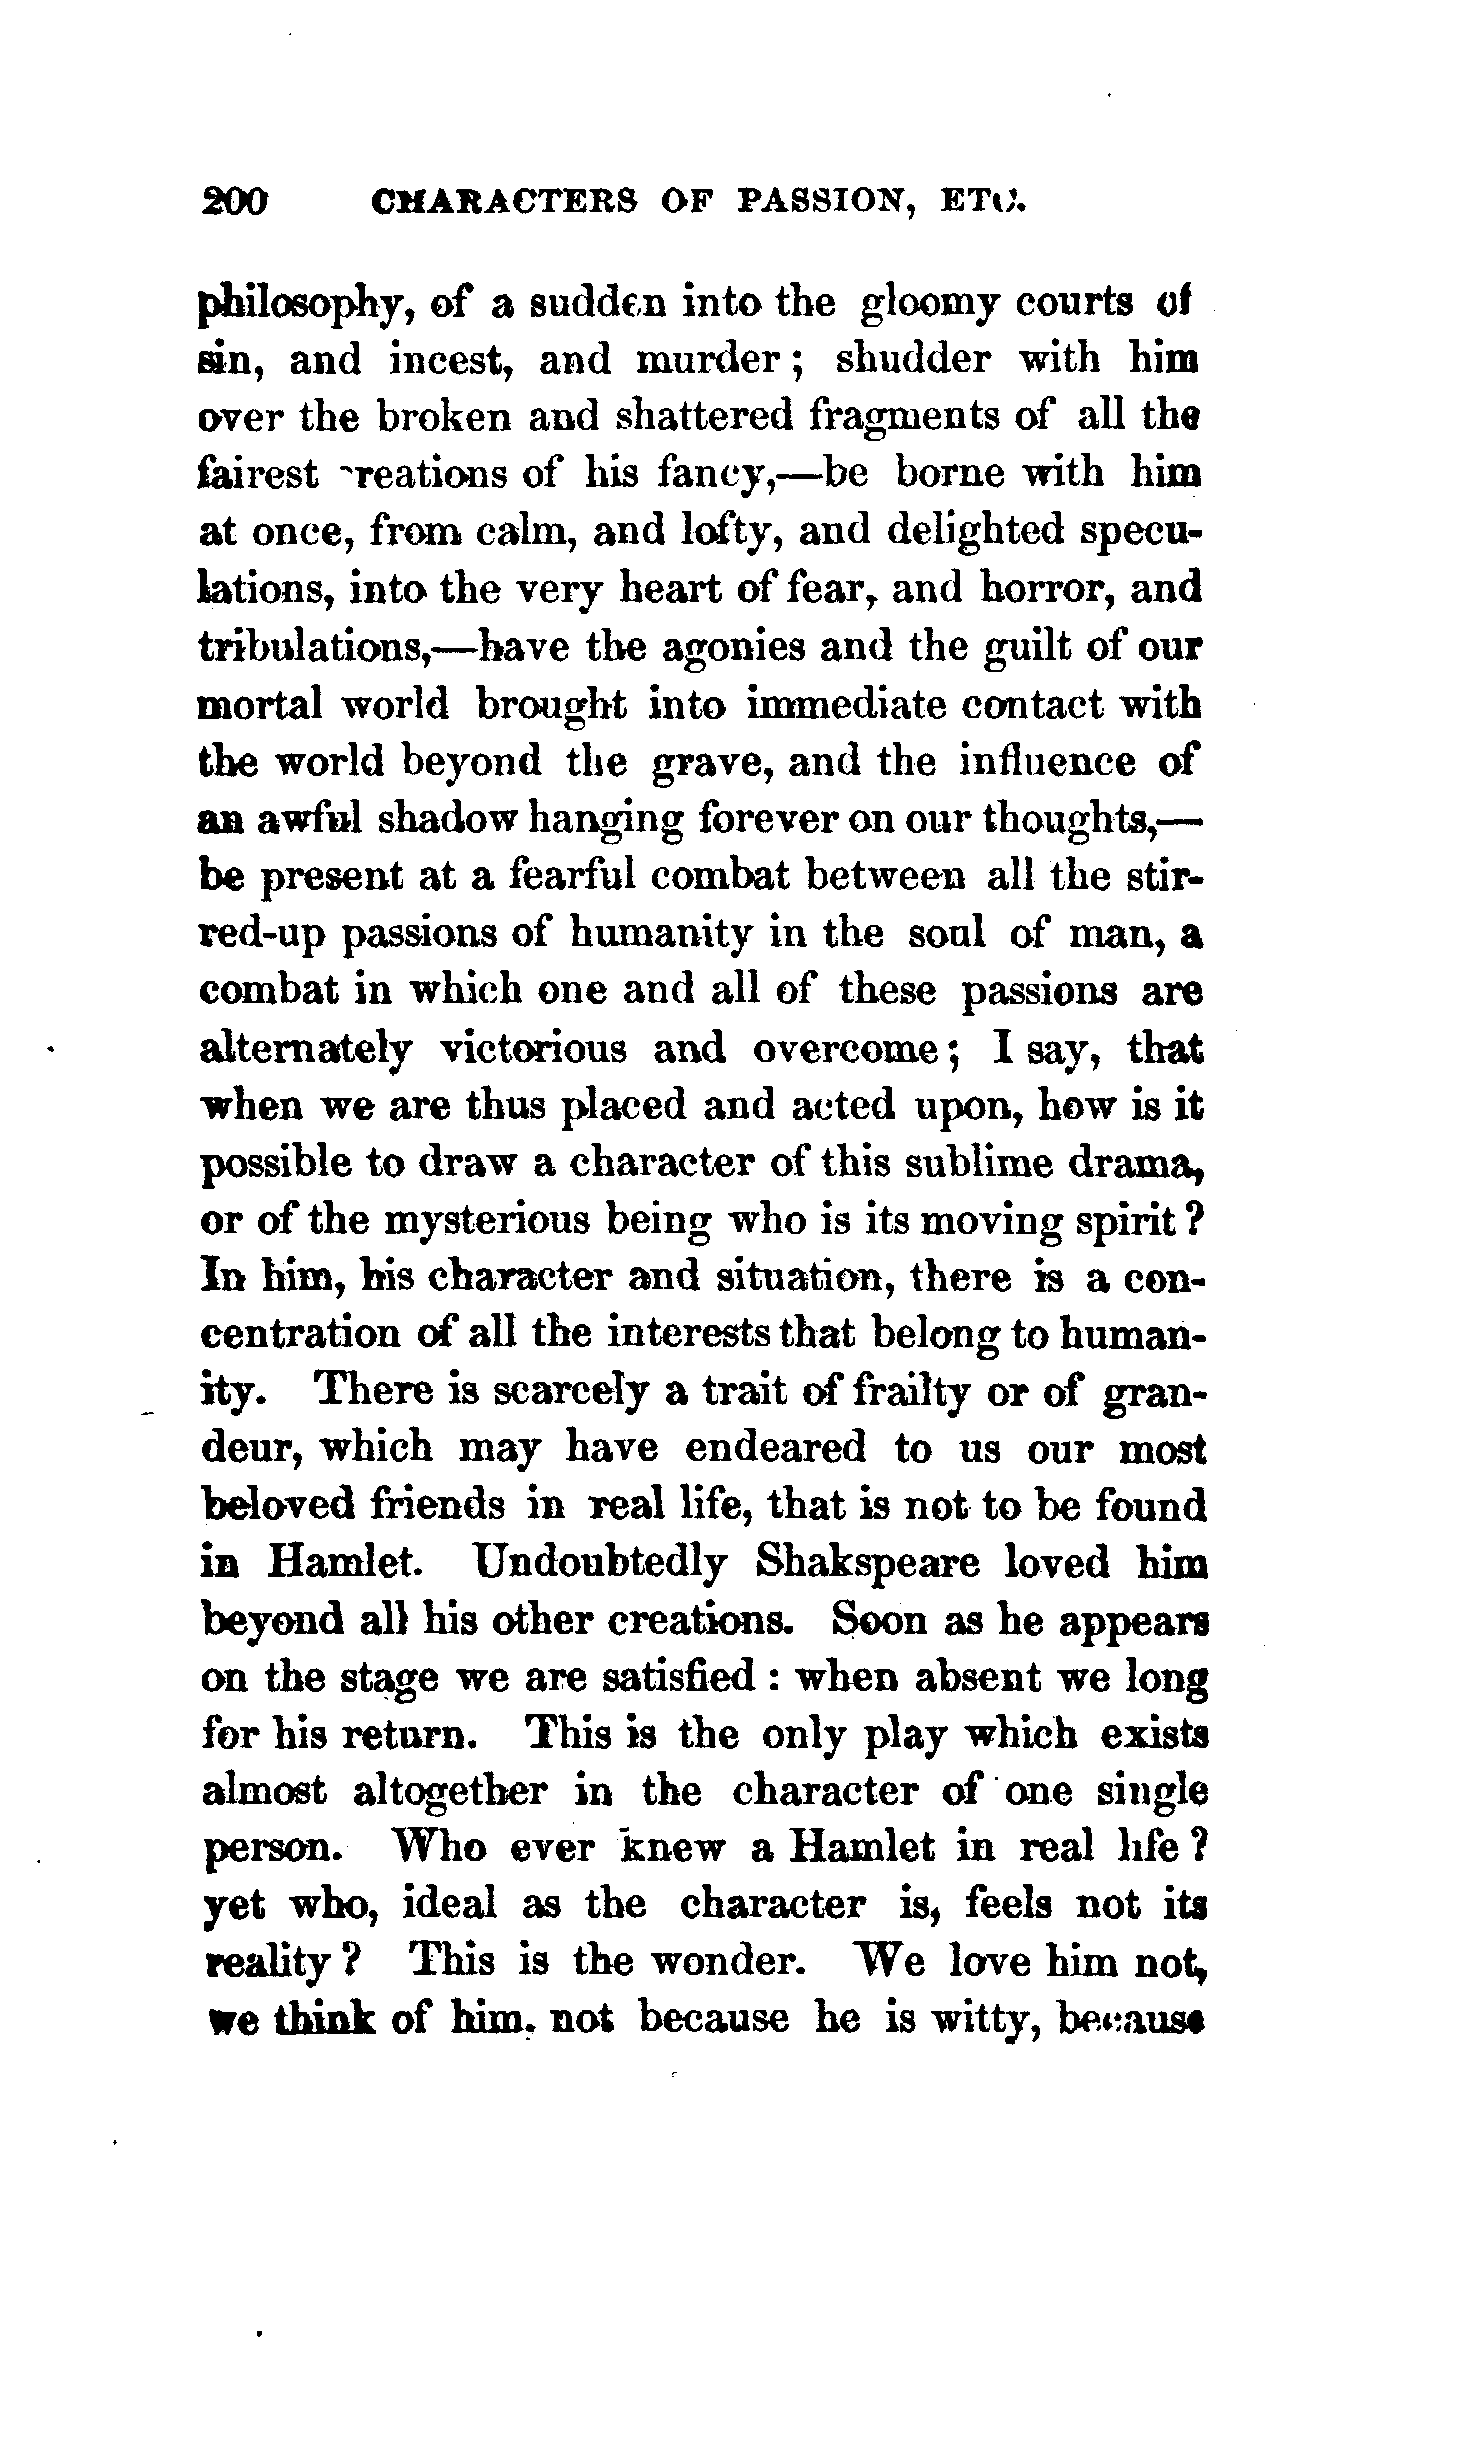 200 CHARACTERS OF PASSION, ETC.
philosophy, of a sudden into the gloomy courts of
sin, and incest, and murder; shudder with him
over the broken and shattered fragments of all the
fairest creations of his fancy,—be borne with him
at once, from calm, and lofty, and delighted specu-
lations, into the very heart of fear, and horror, and
tribulations,—have the agonies and the guilt of our
mortal world brought into immediate contact with
the world beyond the grave, and the influence of
an awful shadow hanging forever on our thoughts,—
be present at a fearful combat between all the stir-
red-up passions of humanity in the soul of man, a
combat in which one and all of these passions are
alternately victorious and overcome; I say, that
when we are thus placed and acted upon, how is it
possible to draw a character of this sublime drama,
or of the mysterious being who is its moving spirit?
In him, his character and situation, there is a con-
centration of all the interests that belong to human-
ity. There is scarcely a trait of frailty or of gran-
deur, which may have endeared to us our most
beloved friends in real life, that is not to be found
in Hamlet. Undoubtedly Shakspeare loved him
beyond all his other creations. Soon as he appears
on the stage we are satisfied: when absent we long
for his return. This is the only play which exists
almost altogether in the character of one single
person. Who ever knew a Hamlet in real life?
yet who, ideal as the character is, feels not its
reality? This is the wonder. We love him not,
we think of him, not because he is witty, because